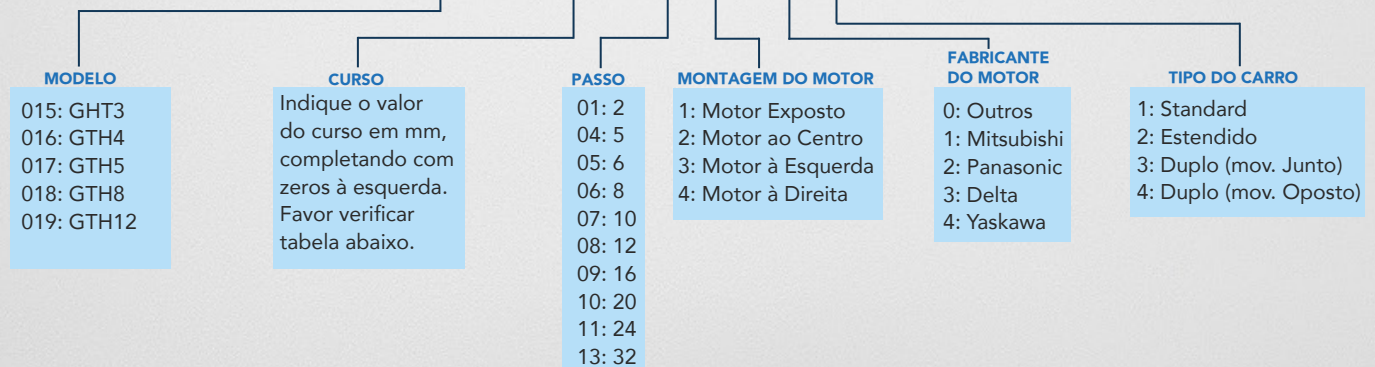 MODELO
015: GHT3
016: GTH4
017: GTH5
018: GTH8
019: GTH12
CURSO
Indique o valor
do curso em mm,
completando com
zeros à esquerda.
Favor verificar
tabela abaixo.
PASSO
01: 2
04: 5
05: 6
06: 8
07: 10
08: 12
09: 16
10: 20
11: 24
13: 32
MONTAGEM DO MOTOR
1: Motor Exposto
2: Motor ao Centro
3: Motor à Esquerda
4: Motor à Direita
FABRICANTE
DO MOTOR
0: Outros
1: Mitsubishi
2: Panasonic
3: Delta
4: Yaskawa
TIPO DO CARRO
1: Standard
2: Estendido
3: Duplo (mov. Junto)
4: Duplo (mov. Oposto)